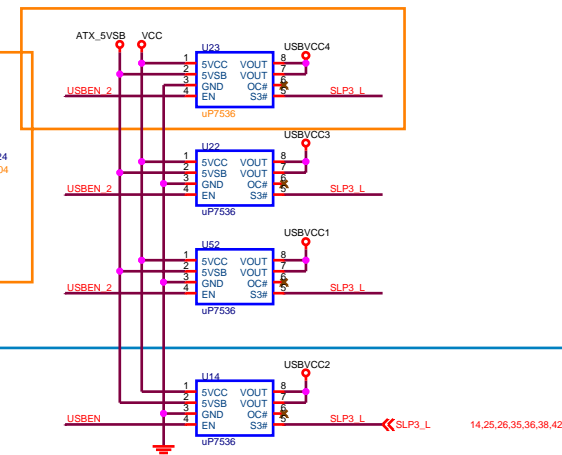 ATX_5VSB VCC
U23 USBVCC4
1 5VCC VOUT 8
2 5VSB VOUT 7
3 GND OC# 6
USBEN_2 4 EN S3# 5 SLP3_L
uP7536
24
04
U22 USBVCC3
1 5VCC VOUT 8
2 5VSB VOUT 7
3 GND OC# 6
USBEN_2 4 EN S3# 5 SLP3_L
uP7536
U52 USBVCC1
1 5VCC VOUT 8
2 5VSB VOUT 7
3 GND OC# 6
USBEN_2 4 EN S3# 5 SLP3_L
uP7536
U14 USBVCC2
1 5VCC VOUT 8
2 5VSB VOUT 7
3 GND OC# 6
USBEN 4 EN S3# 5 SLP3_L SLP3_L 14,25,26,35,36,38,42
uP7536